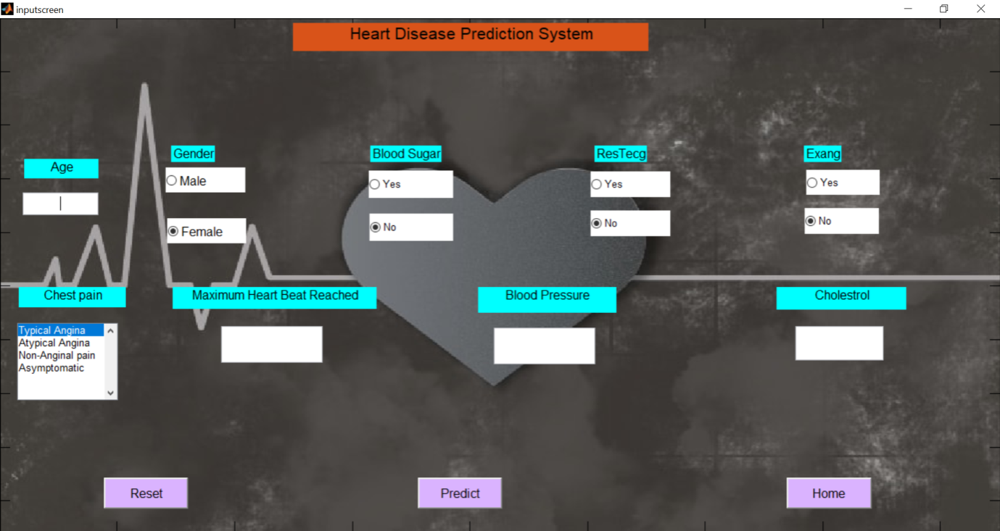 inputscreen
Heart Disease Prediction System
Age
Gender
Male
Female
Blood Sugar
Yes
No
ResTecg
Yes
No
Exang
Yes
No
Chest pain
Typical Angina
Atypical Angina
Non-Anginal pain
Asymptomatic
Maximum Heart Beat Reached
Blood Pressure
Cholestrol
Reset
Predict
Home